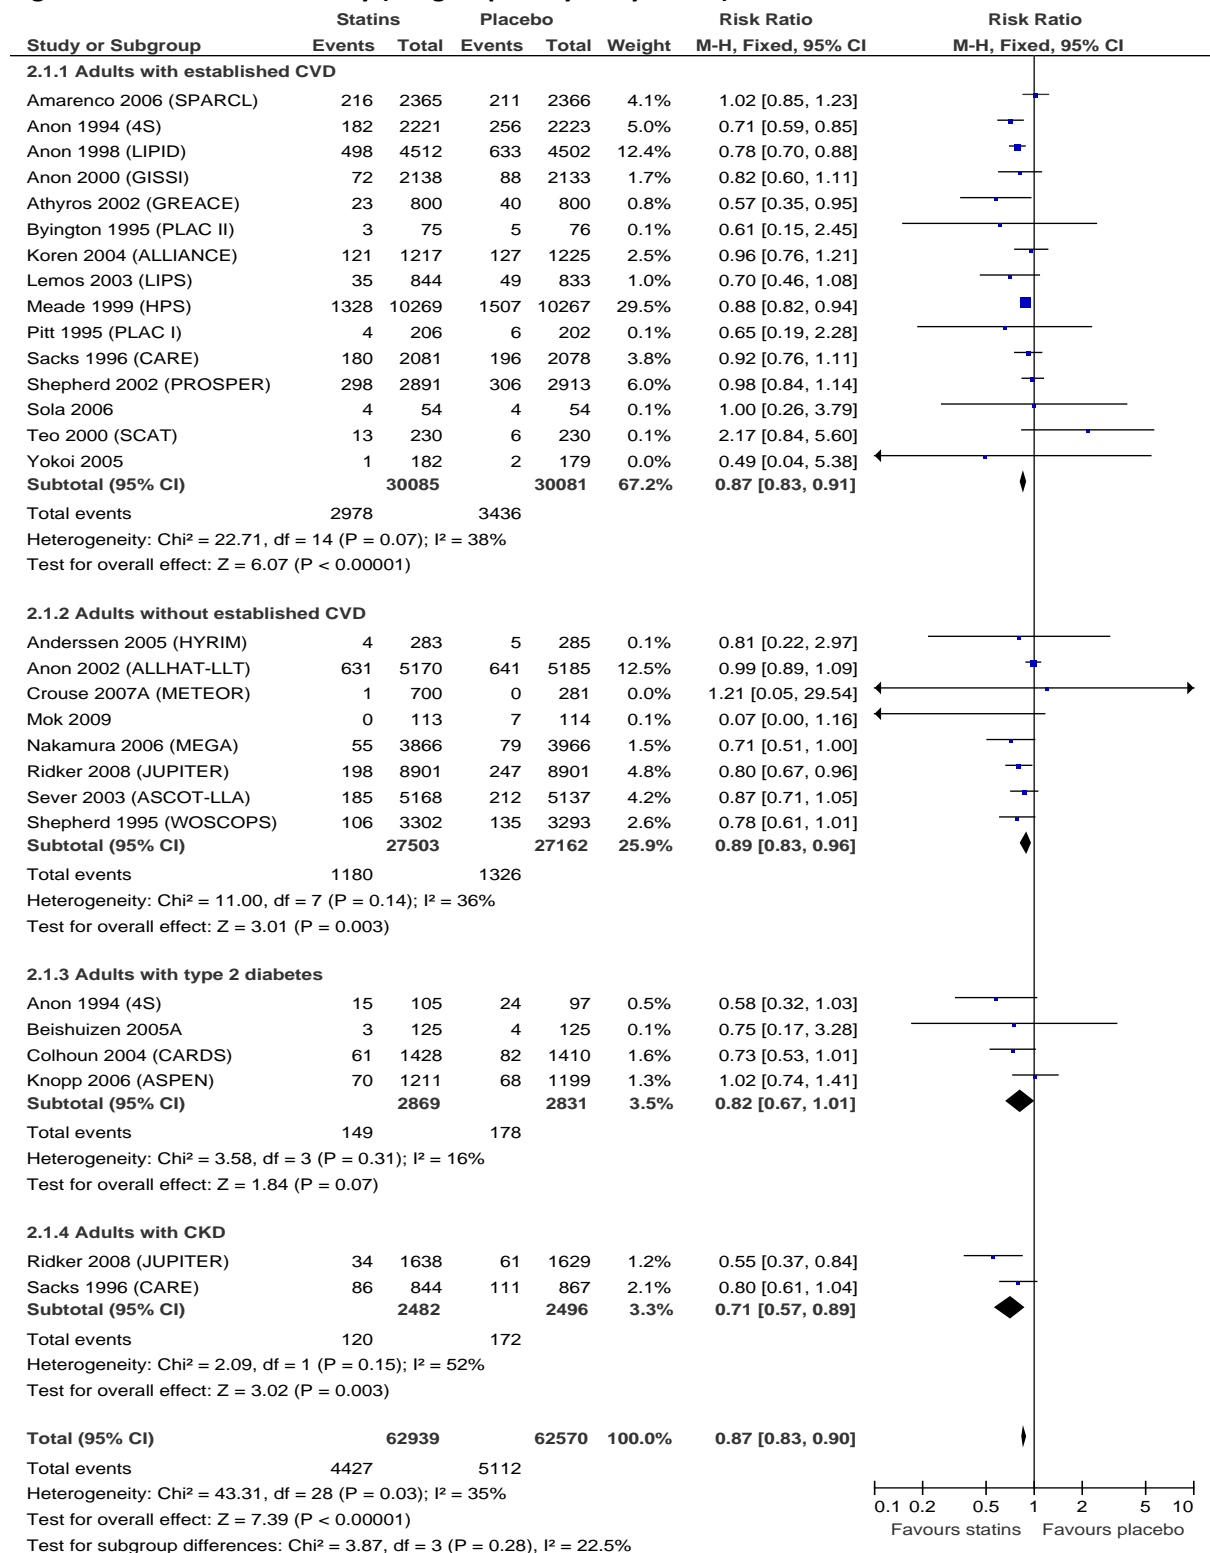 Statins Placebo Risk Ratio Risk Ratio
Study or Subgroup Events Total Events Total Weight M-H, Fixed, 95% CI M-H, Fixed, 95% CI
2.1.1 Adults with established CVD
Amarenco 2006 (SPARCL) 216 2365 211 2366 4.1% 1.02 [0.85, 1.23]
Anon 1994 (4S) 182 2221 256 2223 5.0% 0.71 [0.59, 0.85]
Anon 1998 (LIPID) 498 4512 633 4502 12.4% 0.78 [0.70, 0.88]
Anon 2000 (GISSI) 72 2138 88 2133 1.7% 0.82 [0.60, 1.11]
Athyros 2002 (GREACE) 23 800 40 800 0.8% 0.57 [0.35, 0.95]
Byington 1995 (PLAC II) 3 75 5 76 0.1% 0.61 [0.15, 2.45]
Koren 2004 (ALLIANCE) 121 1217 127 1225 2.5% 0.96 [0.76, 1.21]
Lemos 2003 (LIPS) 35 844 49 833 1.0% 0.70 [0.46, 1.08]
Meade 1999 (HPS) 1328 10269 1507 10267 29.5% 0.88 [0.82, 0.94]
Pitt 1995 (PLAC I) 4 206 6 202 0.1% 0.65 [0.19, 2.28]
Sacks 1996 (CARE) 180 2081 196 2078 3.8% 0.92 [0.76, 1.11]
Shepherd 2002 (PROSPER) 298 2891 306 2913 6.0% 0.98 [0.84, 1.14]
Sola 2006 4 54 4 54 0.1% 1.00 [0.26, 3.79]
Teo 2000 (SCAT) 13 230 6 230 0.1% 2.17 [0.84, 5.60]
Yokoi 2005 1 182 2 179 0.0% 0.49 [0.04, 5.38]
Subtotal (95% CI) 30085 30081 67.2% 0.87 [0.83, 0.91]
Total events 2978 3436
Heterogeneity: Chi² = 22.71, df = 14 (P = 0.07); I² = 38%
Test for overall effect: Z = 6.07 (P < 0.00001)
2.1.2 Adults without established CVD
Anderssen 2005 (HYRIM) 4 283 5 285 0.1% 0.81 [0.22, 2.97]
Anon 2002 (ALLHAT-LLT) 631 5170 641 5185 12.5% 0.99 [0.89, 1.09]
Crouse 2007A (METEOR) 1 700 0 281 0.0% 1.21 [0.05, 29.54]
Mok 2009 0 113 7 114 0.1% 0.07 [0.00, 1.16]
Nakamura 2006 (MEGA) 55 3866 79 3966 1.5% 0.71 [0.51, 1.00]
Ridker 2008 (JUPITER) 198 8901 247 8901 4.8% 0.80 [0.67, 0.96]
Sever 2003 (ASCOT-LLA) 185 5168 212 5137 4.2% 0.87 [0.71, 1.05]
Shepherd 1995 (WOSCOPS) 106 3302 135 3293 2.6% 0.78 [0.61, 1.01]
Subtotal (95% CI) 27503 27162 25.9% 0.89 [0.83, 0.96]
Total events 1180 1326
Heterogeneity: Chi² = 11.00, df = 7 (P = 0.14); I² = 36%
Test for overall effect: Z = 3.01 (P = 0.003)
2.1.3 Adults with type 2 diabetes
Anon 1994 (4S) 15 105 24 97 0.5% 0.58 [0.32, 1.03]
Beishuizen 2005A 3 125 4 125 0.1% 0.75 [0.17, 3.28]
Colhoun 2004 (CARDS) 61 1428 82 1410 1.6% 0.73 [0.53, 1.01]
Knopp 2006 (ASPEN) 70 1211 68 1199 1.3% 1.02 [0.74, 1.41]
Subtotal (95% CI) 2869 2831 3.5% 0.82 [0.67, 1.01]
Total events 149 178
Heterogeneity: Chi² = 3.58, df = 3 (P = 0.31); I² = 16%
Test for overall effect: Z = 1.84 (P = 0.07)
2.1.4 Adults with CKD
Ridker 2008 (JUPITER) 34 1638 61 1629 1.2% 0.55 [0.37, 0.84]
Sacks 1996 (CARE) 86 844 111 867 2.1% 0.80 [0.61, 1.04]
Subtotal (95% CI) 2482 2496 3.3% 0.71 [0.57, 0.89]
Total events 120 172
Heterogeneity: Chi² = 2.09, df = 1 (P = 0.15); I² = 52%
Test for overall effect: Z = 3.02 (P = 0.003)
Total (95% CI) 62939 62570 100.0% 0.87 [0.83, 0.90]
Total events 4427 5112
Heterogeneity: Chi² = 43.31, df = 28 (P = 0.03); I² = 35%
Test for overall effect: Z = 7.39 (P < 0.00001)
Test for subgroup differences: Chi² = 3.87, df = 3 (P = 0.28), I² = 22.5%
0.1 0.2 0.5 1 2 5 10
Favours statins Favours placebo